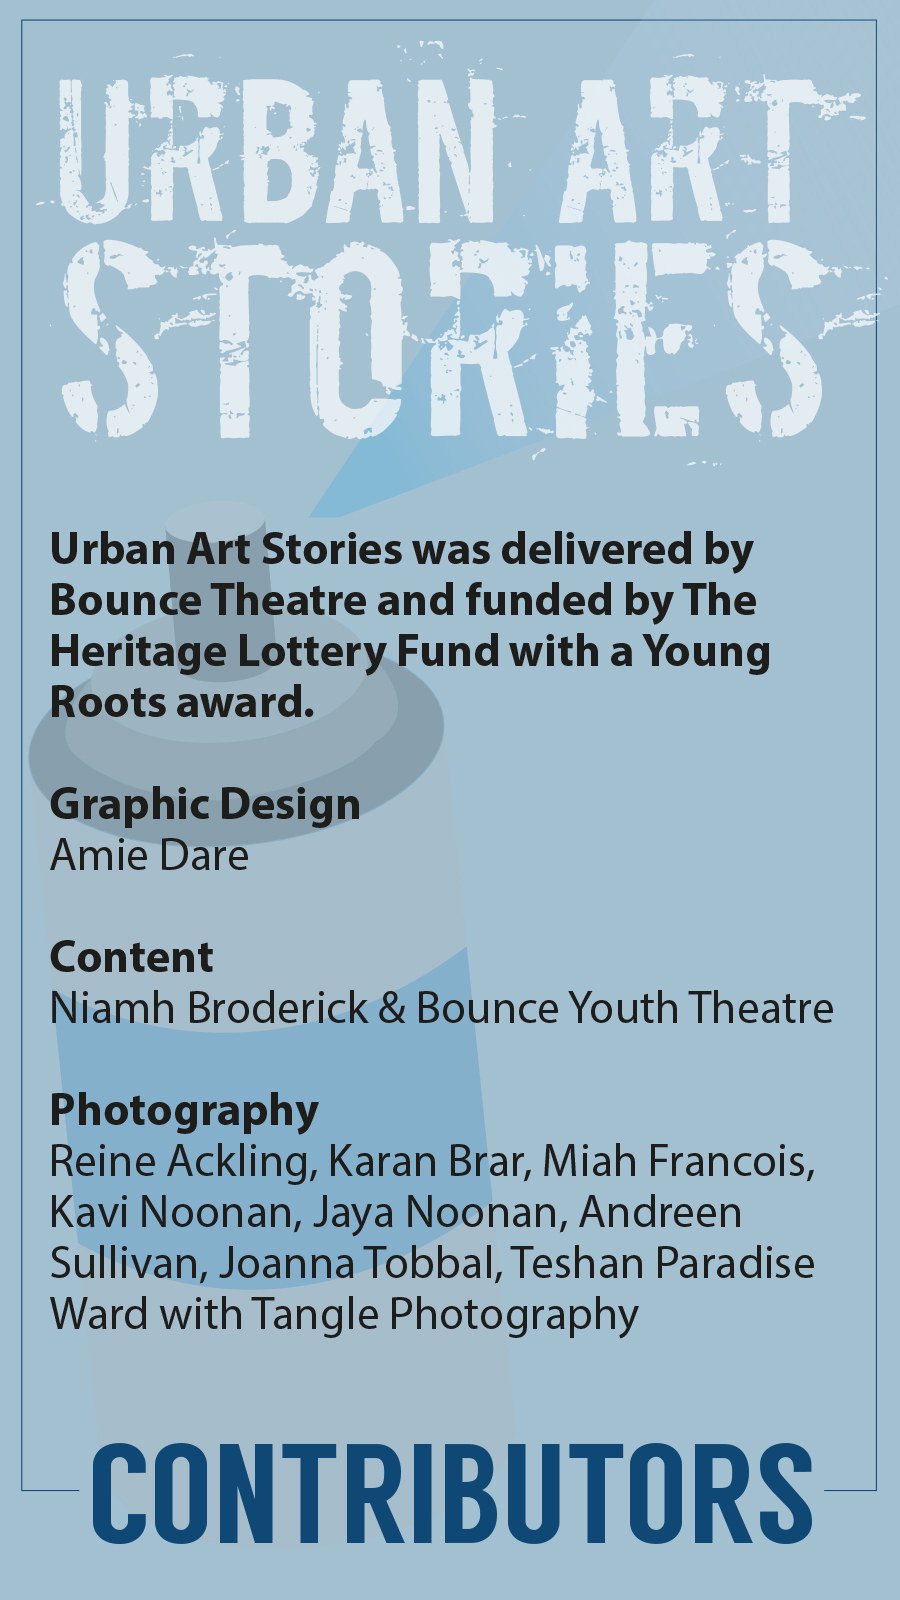 URBAN ART
STORIES
Urban Art Stories was delivered by
Bounce Theatre and funded by The
Heritage Lottery Fund with a Young
Roots award.
Graphic Design
Amie Dare
Content
Niamh Broderick & Bounce Youth Theatre
Photography
Reine Ackling, Karan Brar, Miah Francois,
Kavi Noonan, Jaya Noonan, Andreen
Sullivan, Joanna Tobbal, Teshan Paradise
Ward with Tangle Photography
CONTRIBUTORS